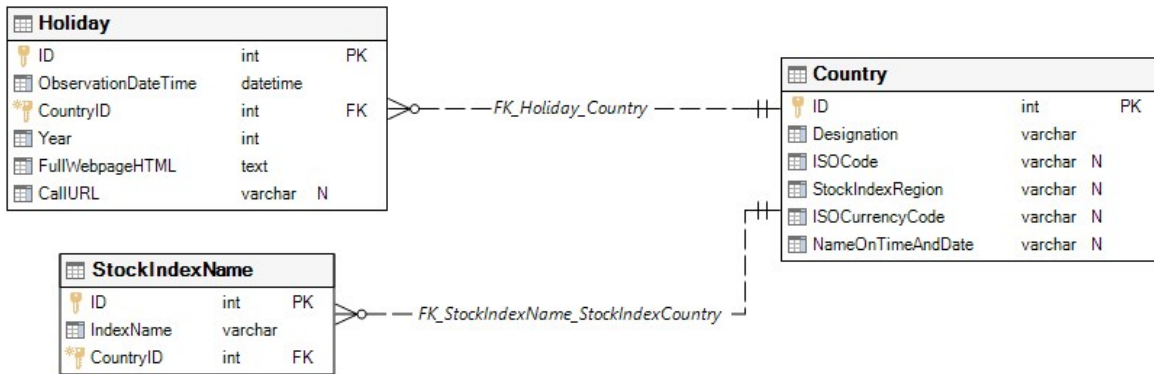 Holiday
ID int PK
ObservationDateTime datetime
CountryID int FK
Year int
FullWebpageHTML text
CallURL varchar N
FK_Holiday_Country
Country
ID int PK
Designation varchar
ISOCode varchar N
StockIndexRegion varchar N
ISOCurrencyCode varchar N
NameOnTimeAndDate varchar N
StockIndexName
ID int PK
IndexName varchar
CountryID int FK
FK_StockIndexName_StockIndexCountry